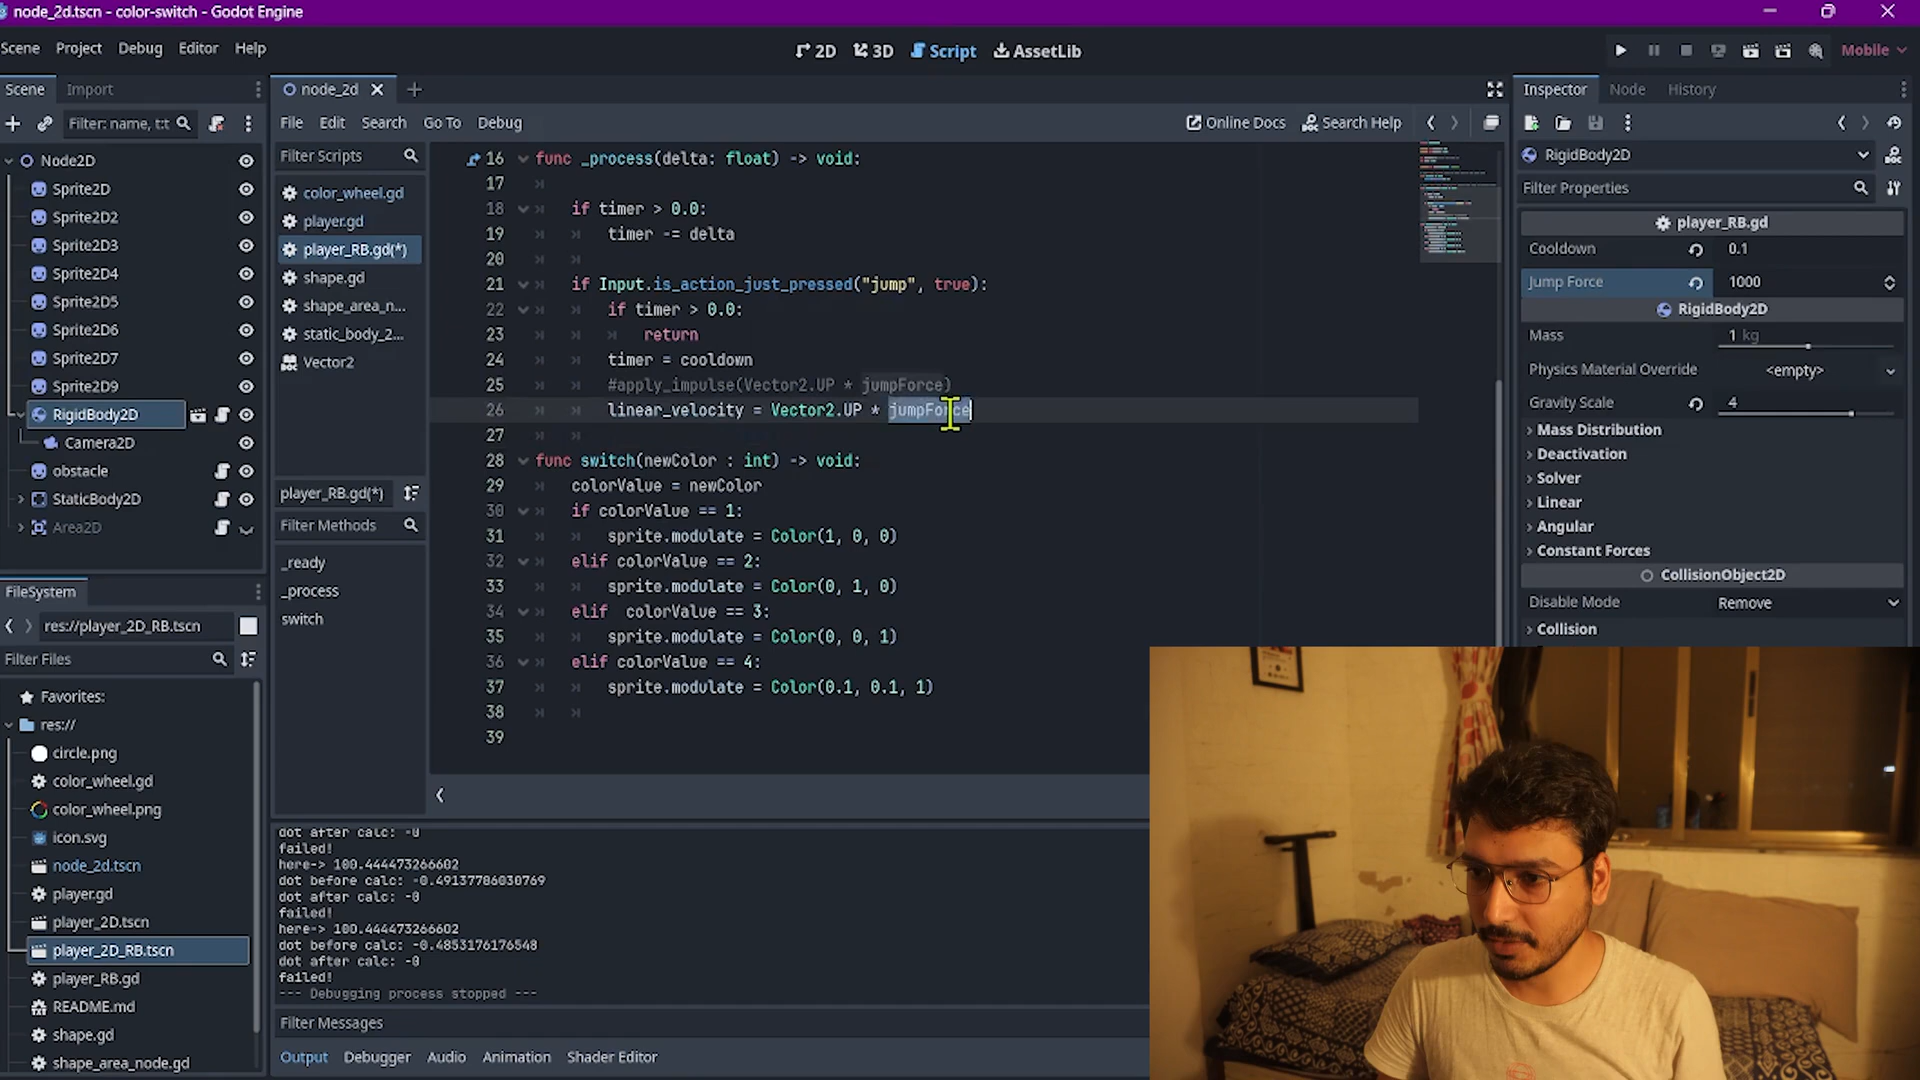 node_2d.tscn - color-switch - Godot Engine
Scene Project Debug Editor Help
2D 3D Script AssetLib
Mobile
Scene Import
Filter: name, t:t
Node2D
Sprite2D
Sprite2D2
Sprite2D3
Sprite2D4
Sprite2D5
Sprite2D6
Sprite2D7
Sprite2D9
RigidBody2D
Camera2D
obstacle
StaticBody2D
Area2D
FileSystem
res://player_2D_RB.tscn
Filter Files
Favorites:
res://
circle.png
color_wheel.gd
color_wheel.png
icon.svg
node_2d.tscn
player.gd
player_2D.tscn
player_2D_RB.tscn
player_RB.gd
README.md
shape.gd
shape_area_node.gd
node_2d
File Edit Search Go To Debug
Online Docs Search Help
Filter Scripts
color_wheel.gd
player.gd
player_RB.gd(*)
shape.gd
shape_area_n...
static_body_2...
Vector2
player_RB.gd(*)
Filter Methods
_ready
_process
switch
16 func _process(delta: float) -> void:
17
18 if timer > 0.0:
19 timer -= delta
20
21 if Input.is_action_just_pressed("jump", true):
22 if timer > 0.0:
23 return
24 timer = cooldown
25 #apply_impulse(Vector2.UP * jumpForce)
26 linear_velocity = Vector2.UP * jumpForce
27
28 func switch(newColor : int) -> void:
29 colorValue = newColor
30 if colorValue == 1:
31 sprite.modulate = Color(1, 0, 0)
32 elif colorValue == 2:
33 sprite.modulate = Color(0, 1, 0)
34 elif  colorValue == 3:
35 sprite.modulate = Color(0, 0, 1)
36 elif colorValue == 4:
37 sprite.modulate = Color(0.1, 0.1, 1)
38
39
dot after calc: -0
failed!
here-> 100.444473266602
dot before calc: -0.49137786030769
dot after calc: -0
failed!
here-> 100.444473266602
dot before calc: -0.4853176176548
dot after calc: -0
failed!
--- Debugging process stopped ---
Filter Messages
Output Debugger Audio Animation Shader Editor
Inspector Node History
RigidBody2D
Filter Properties
player_RB.gd
Cooldown 0.1
Jump Force 1000
RigidBody2D
Mass 1 kg
Physics Material Override <empty>
Gravity Scale 4
Mass Distribution
Deactivation
Solver
Linear
Angular
Constant Forces
CollisionObject2D
Disable Mode Remove
Collision